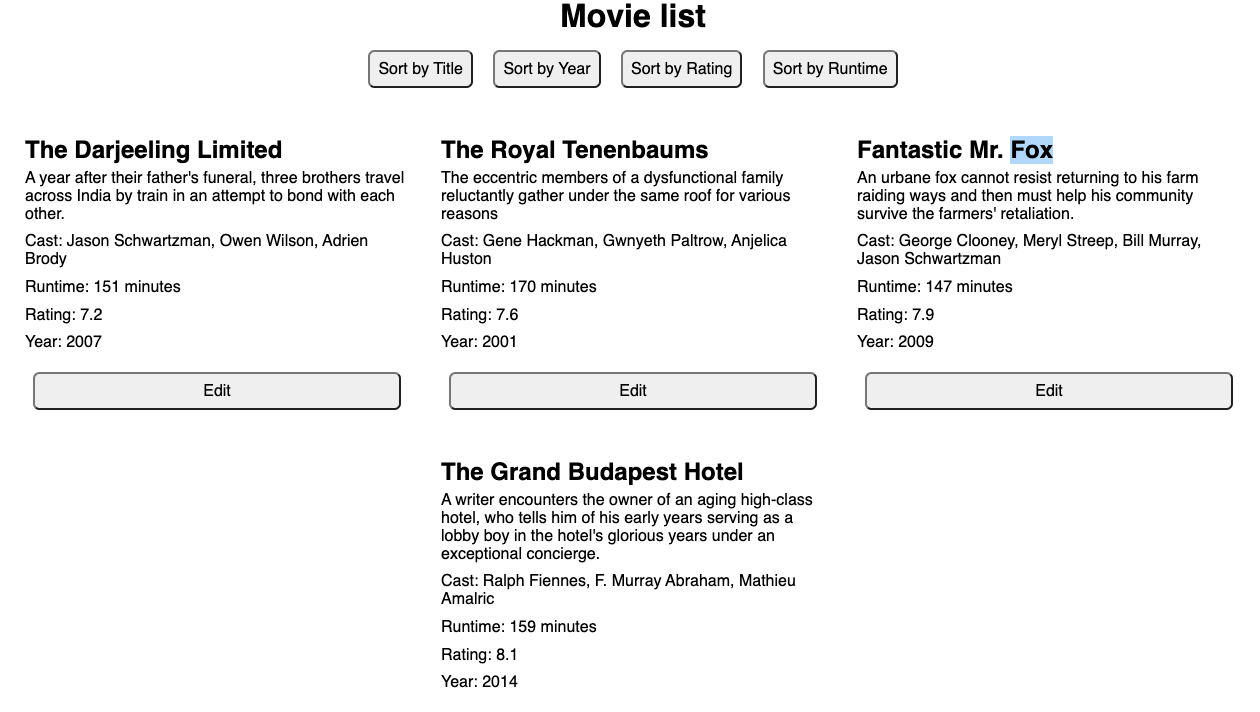 Movie list
Sort by Title
Sort by Year
Sort by Rating
Sort by Runtime
The Darjeeling Limited
A year after their father's funeral, three brothers travel
across India by train in an attempt to bond with each
other.
Cast: Jason Schwartzman, Owen Wilson, Adrien
Brody
Runtime: 151 minutes
Rating: 7.2
Year: 2007
Edit
The Royal Tenenbaums
The eccentric members of a dysfunctional family
reluctantly gather under the same roof for various
reasons
Cast: Gene Hackman, Gwnyeth Paltrow, Anjelica
Huston
Runtime: 170 minutes
Rating: 7.6
Year: 2001
Edit
Fantastic Mr. Fox
An urbane fox cannot resist returning to his farm
raiding ways and then must help his community
survive the farmers' retaliation.
Cast: George Clooney, Meryl Streep, Bill Murray,
Jason Schwartzman
Runtime: 147 minutes
Rating: 7.9
Year: 2009
Edit
The Grand Budapest Hotel
A writer encounters the owner of an aging high-class
hotel, who tells him of his early years serving as a
lobby boy in the hotel's glorious years under an
exceptional concierge.
Cast: Ralph Fiennes, F. Murray Abraham, Mathieu
Amalric
Runtime: 159 minutes
Rating: 8.1
Year: 2014